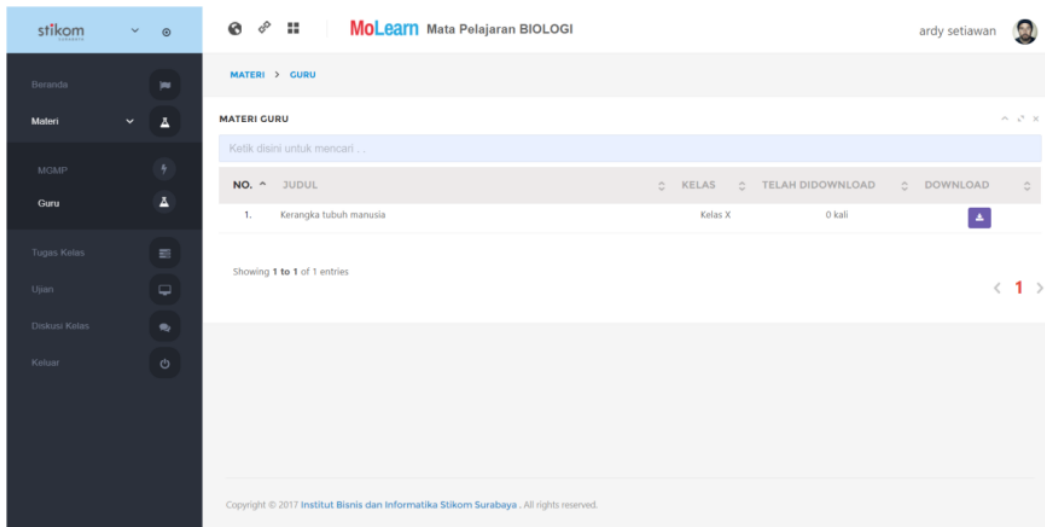 stikom
SURABAYA
MoLearn Mata Pelajaran BIOLOGI
ardy setiawan
Beranda
Materi
MGMP
Guru
Tugas Kelas
Ujian
Diskusi Kelas
Keluar
MATERI > GURU
MATERI GURU
Ketik disini untuk mencari . .
NO. JUDUL KELAS TELAH DIDOWNLOAD DOWNLOAD
1. Kerangka tubuh manusia Kelas X 0 kali
Showing 1 to 1 of 1 entries
< 1 >
Copyright © 2017 Institut Bisnis dan Informatika Stikom Surabaya . All rights reserved.